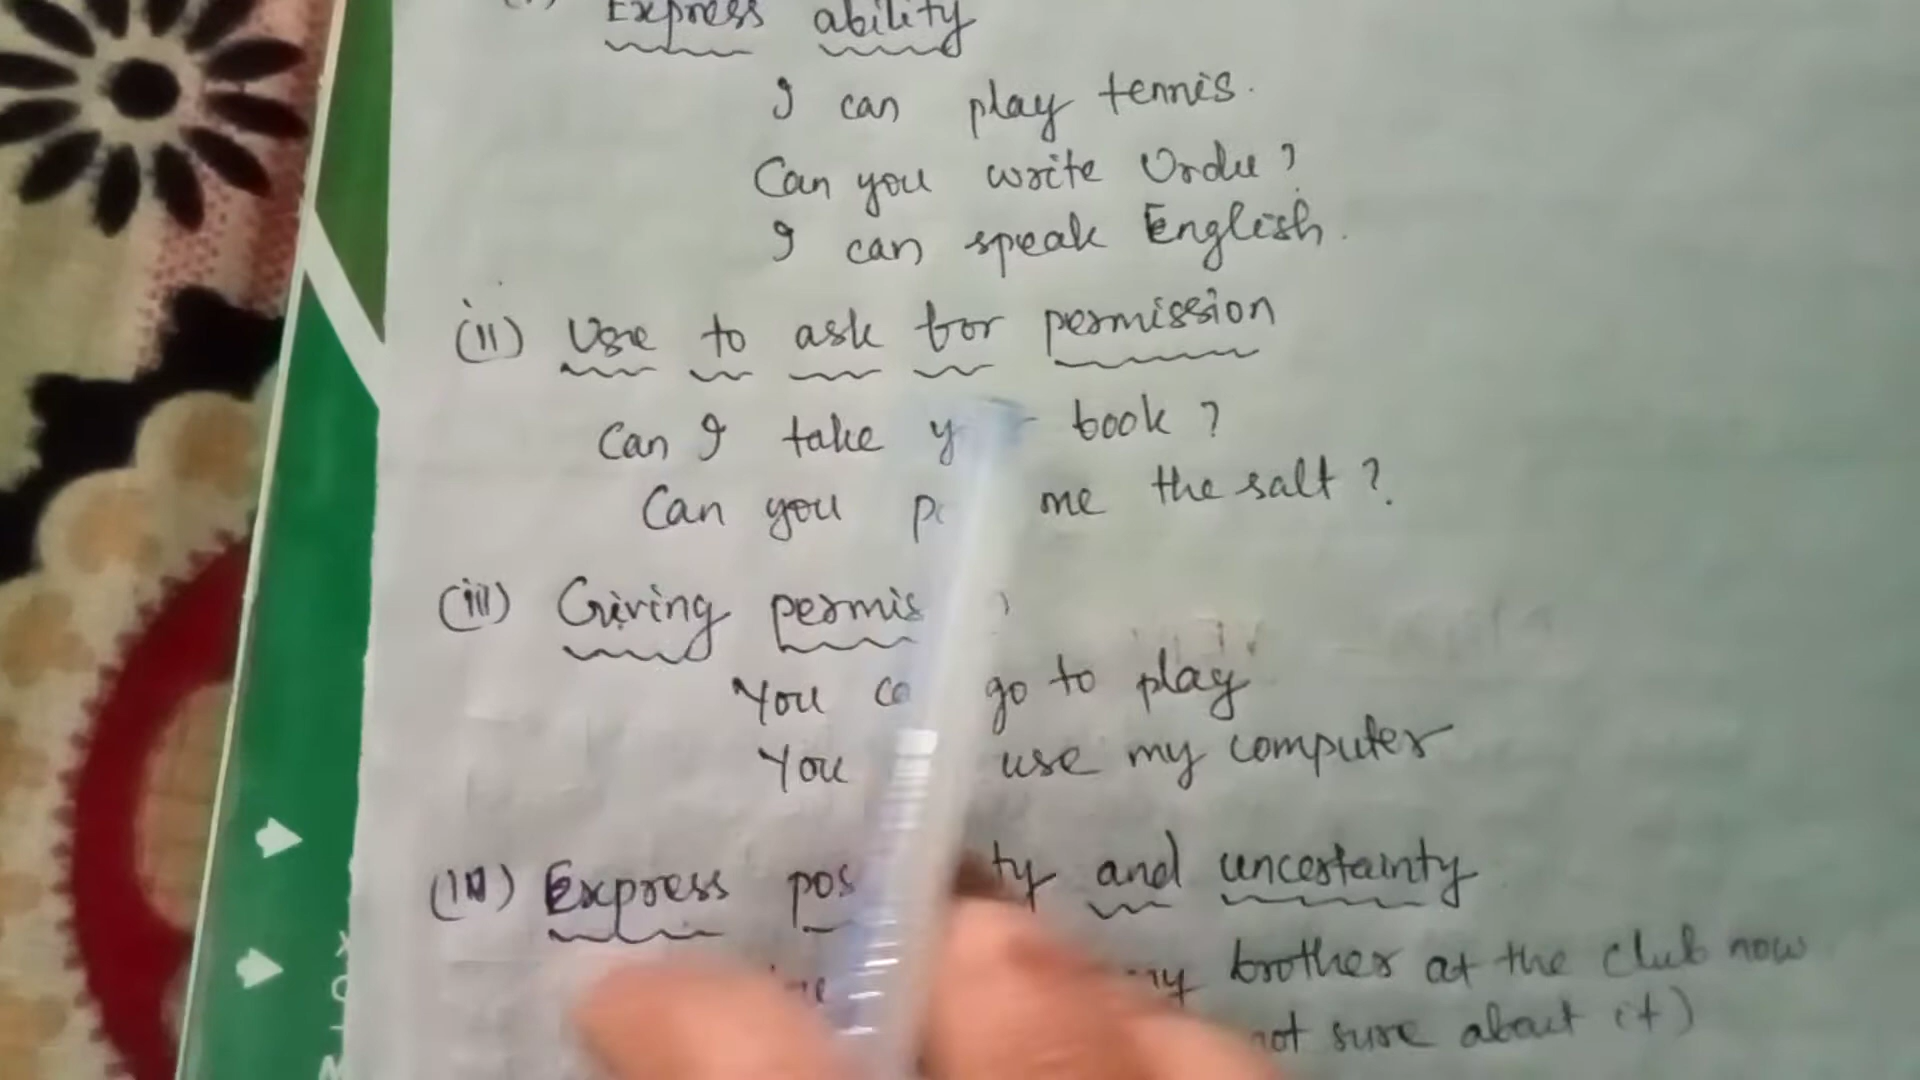 Express ability
I can play tennis.
Can you write Urdu?
I can speak English.
(ii) Use to ask for permission
Can I take book?
Can you me the salt?
(iii) Giving
You go to play
You use my computer
Express and uncertainty
brother at the club now
not sure about it)